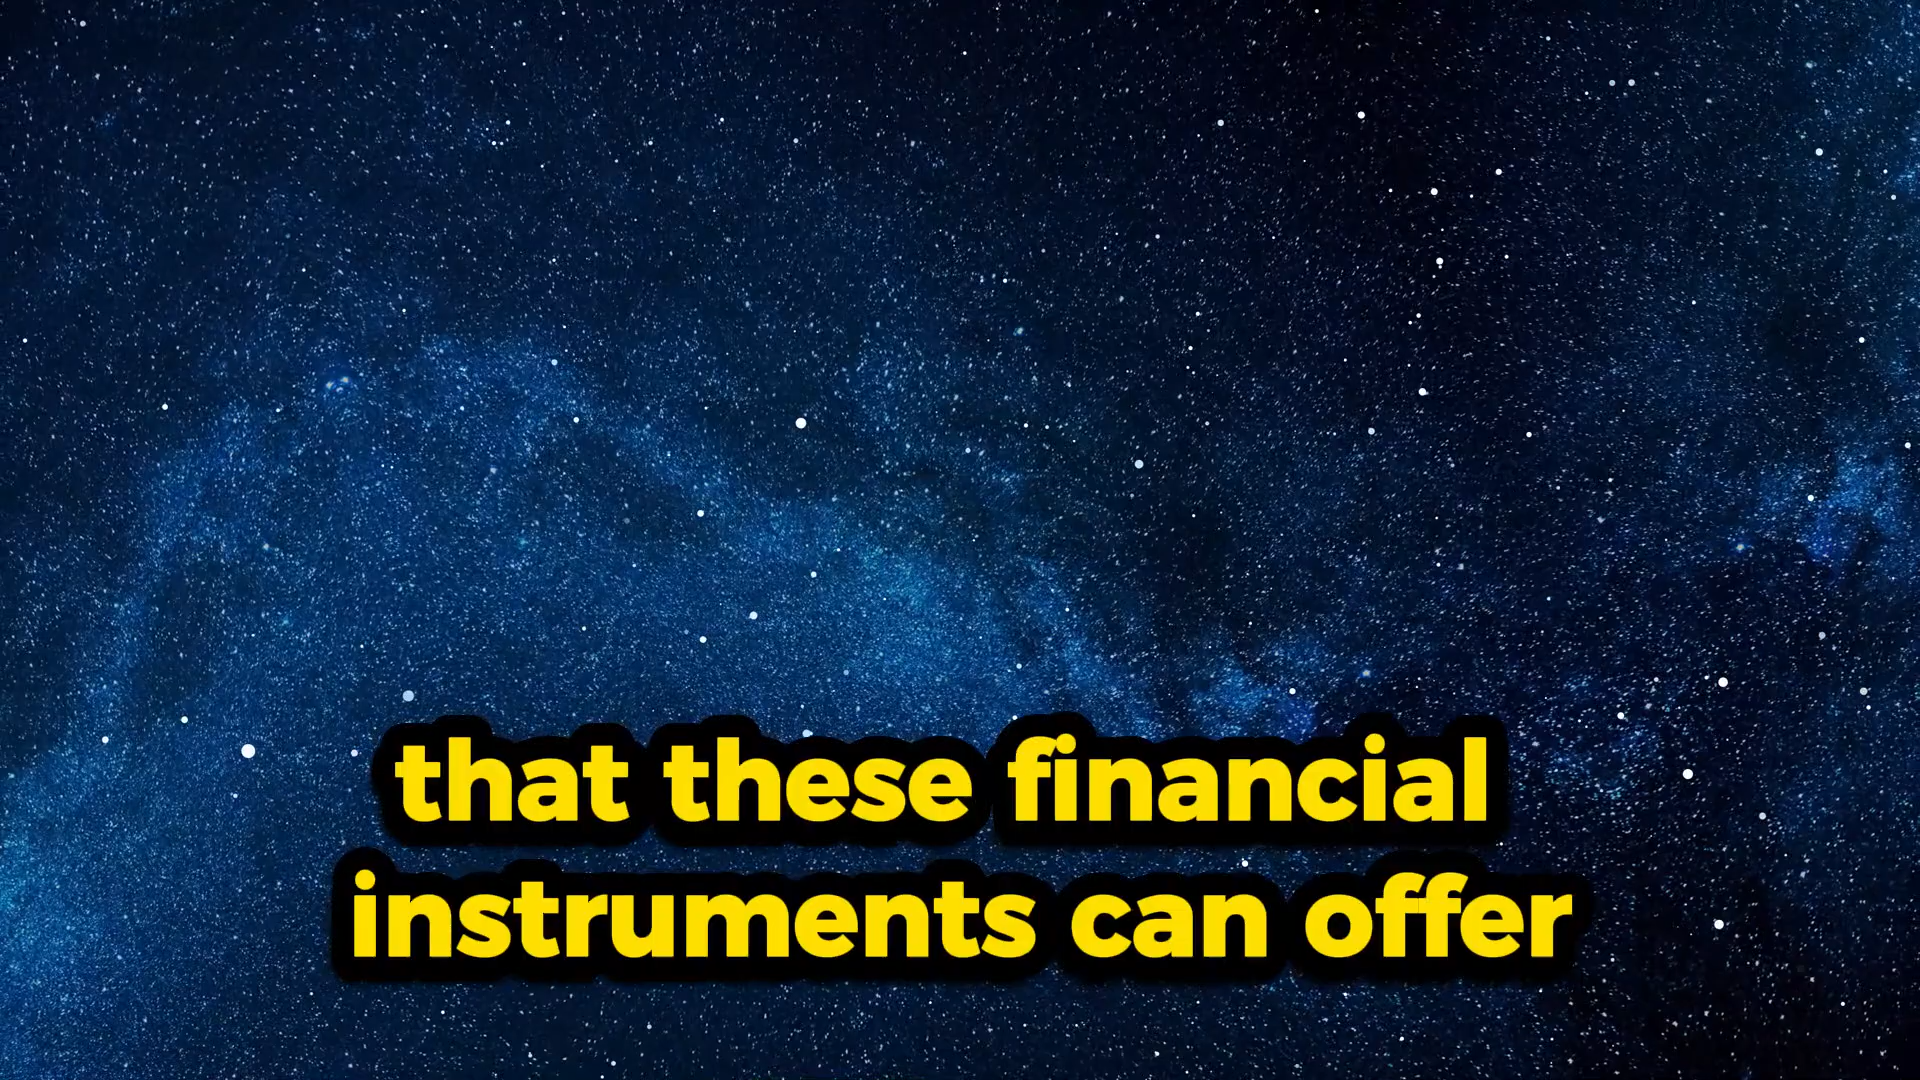 that these financial
instruments can offer